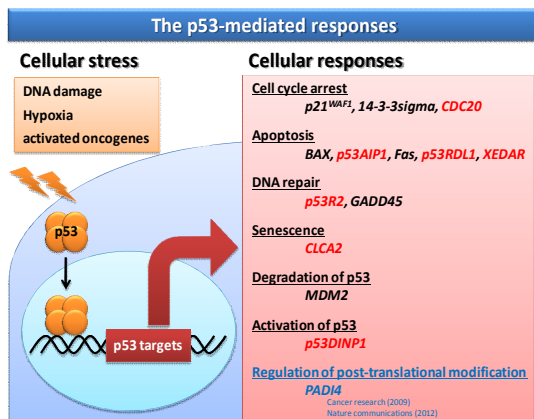 The p53-mediated responses
Cellular stress
DNA damage
Hypoxia
activated oncogenes
p53
p53 targets
Cellular responses
Cell cycle arrest
p21WAF1, 14-3-3sigma, CDC20
Apoptosis
BAX, p53AIP1, Fas, p53RDL1, XEDAR
DNA repair
p53R2, GADD45
Senescence
CLCA2
Degradation of p53
MDM2
Activation of p53
p53DINP1
Regulation of post-translational modification
PADI4
Cancer research (2009)
Nature communications (2012)